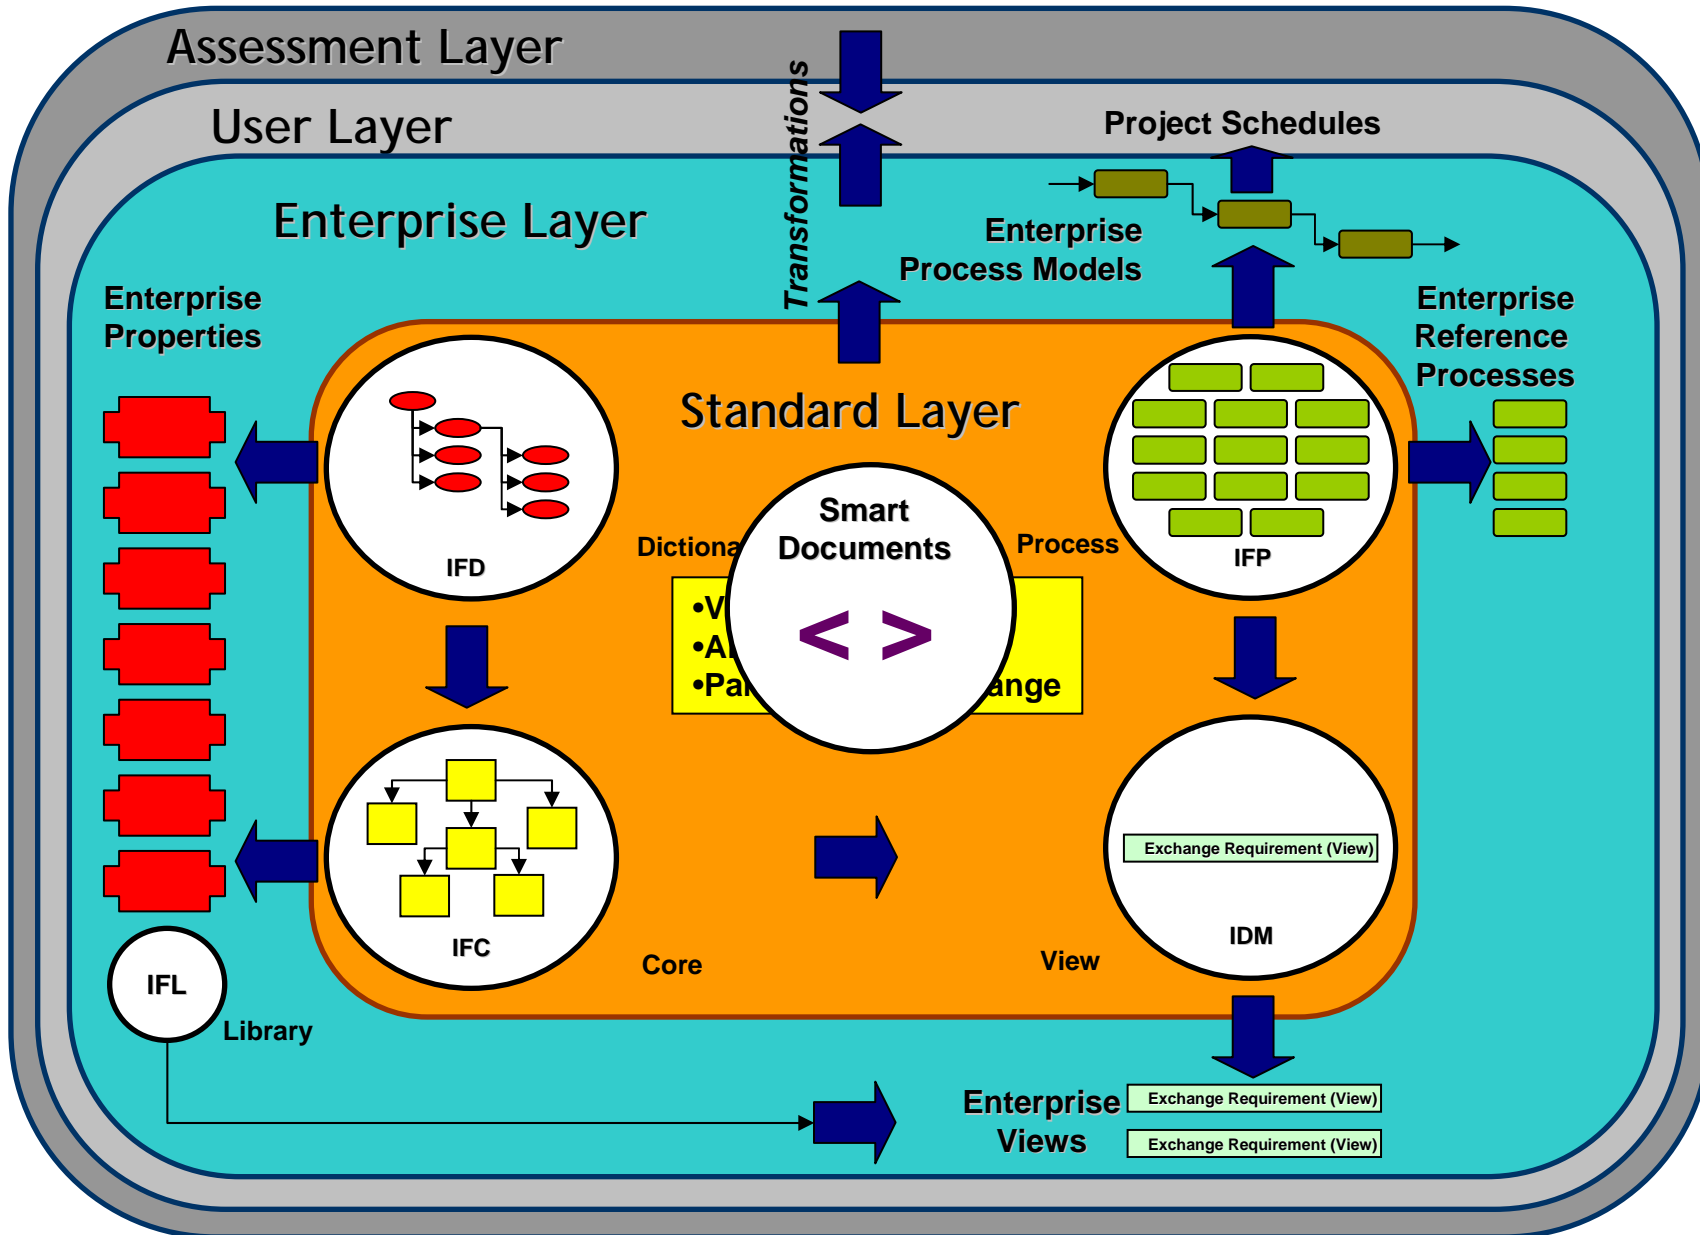 Assessment Layer
User Layer
Enterprise Layer
Transformations
Project Schedules
Enterprise
Process Models
Enterprise
Properties
Enterprise
Reference
Processes
Standard Layer
Smart
Documents
< >
Process
IFD
IFP
ange
Exchange Requirement (View)
IFC
IDM
Core
View
IFL
Library
Enterprise
Views
Exchange Requirement (View)
Exchange Requirement (View)